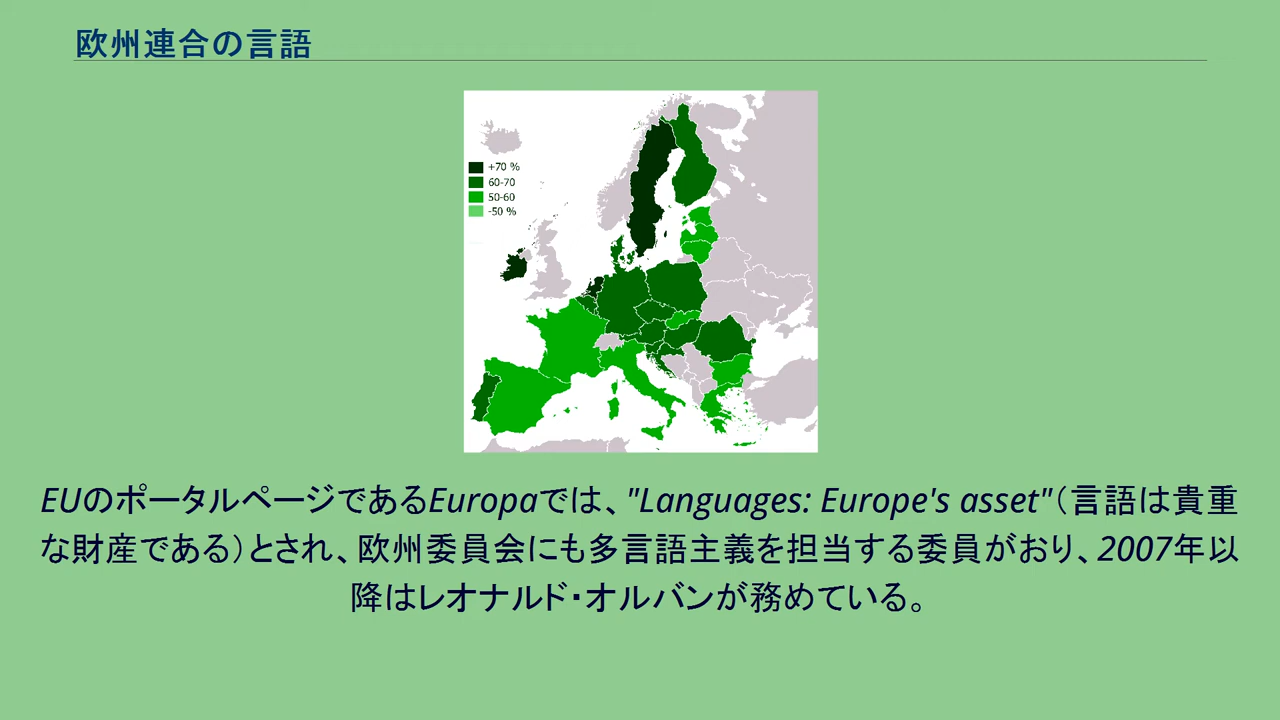 欧州連合の言語
+70 %
60-70
50-60
-50 %
EUのポータルページであるEuropaでは、"Languages: Europe's asset"(言語は貴重
な財産である)とされ、欧州委員会にも多言語主義を担当する委員がおり、2007年以
降はレオナルド・オルバンが務めている。